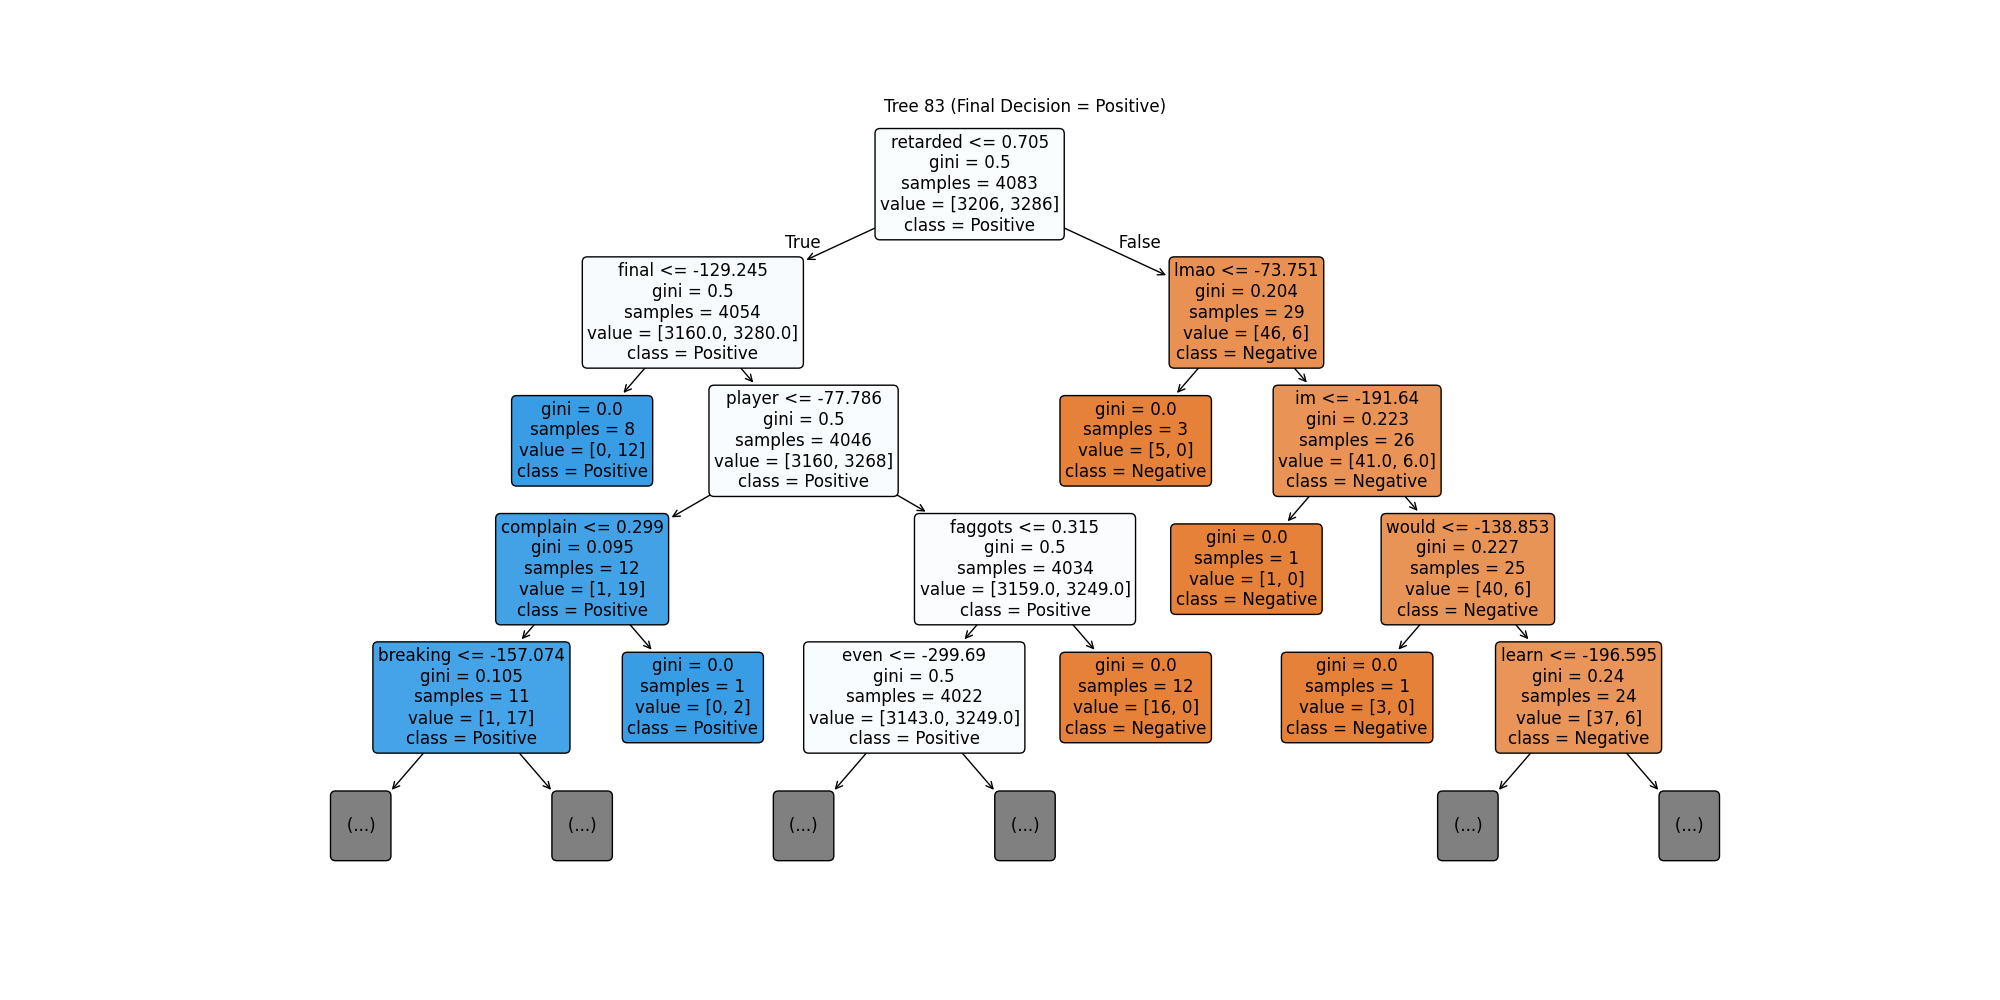 Tree 83 (Final Decision = Positive)
retarded <= 0.705
gini = 0.5
samples = 4083
value = [3206, 3286]
class = Positive
True
False
final <= -129.245
gini = 0.5
samples = 4054
value = [3160.0, 3280.0]
class = Positive
lmao <= -73.751
gini = 0.204
samples = 29
value = [46, 6]
class = Negative
gini = 0.0
samples = 8
value = [0, 12]
class = Positive
player <= -77.786
gini = 0.5
samples = 4046
value = [3160, 3268]
class = Positive
gini = 0.0
samples = 3
value = [5, 0]
class = Negative
im <= -191.64
gini = 0.223
samples = 26
value = [41.0, 6.0]
class = Negative
complain <= 0.299
gini = 0.095
samples = 12
value = [1, 19]
class = Positive
faggots <= 0.315
gini = 0.5
samples = 4034
value = [3159.0, 3249.0]
class = Positive
gini = 0.0
samples = 1
value = [1, 0]
class = Negative
would <= -138.853
gini = 0.227
samples = 25
value = [40, 6]
class = Negative
breaking <= -157.074
gini = 0.105
samples = 11
value = [1, 17]
class = Positive
gini = 0.0
samples = 1
value = [0, 2]
class = Positive
even <= -299.69
gini = 0.5
samples = 4022
value = [3143.0, 3249.0]
class = Positive
gini = 0.0
samples = 12
value = [16, 0]
class = Negative
gini = 0.0
samples = 1
value = [3, 0]
class = Negative
learn <= -196.595
gini = 0.24
samples = 24
value = [37, 6]
class = Negative
(...)
(...)
(...)
(...)
(...)
(...)